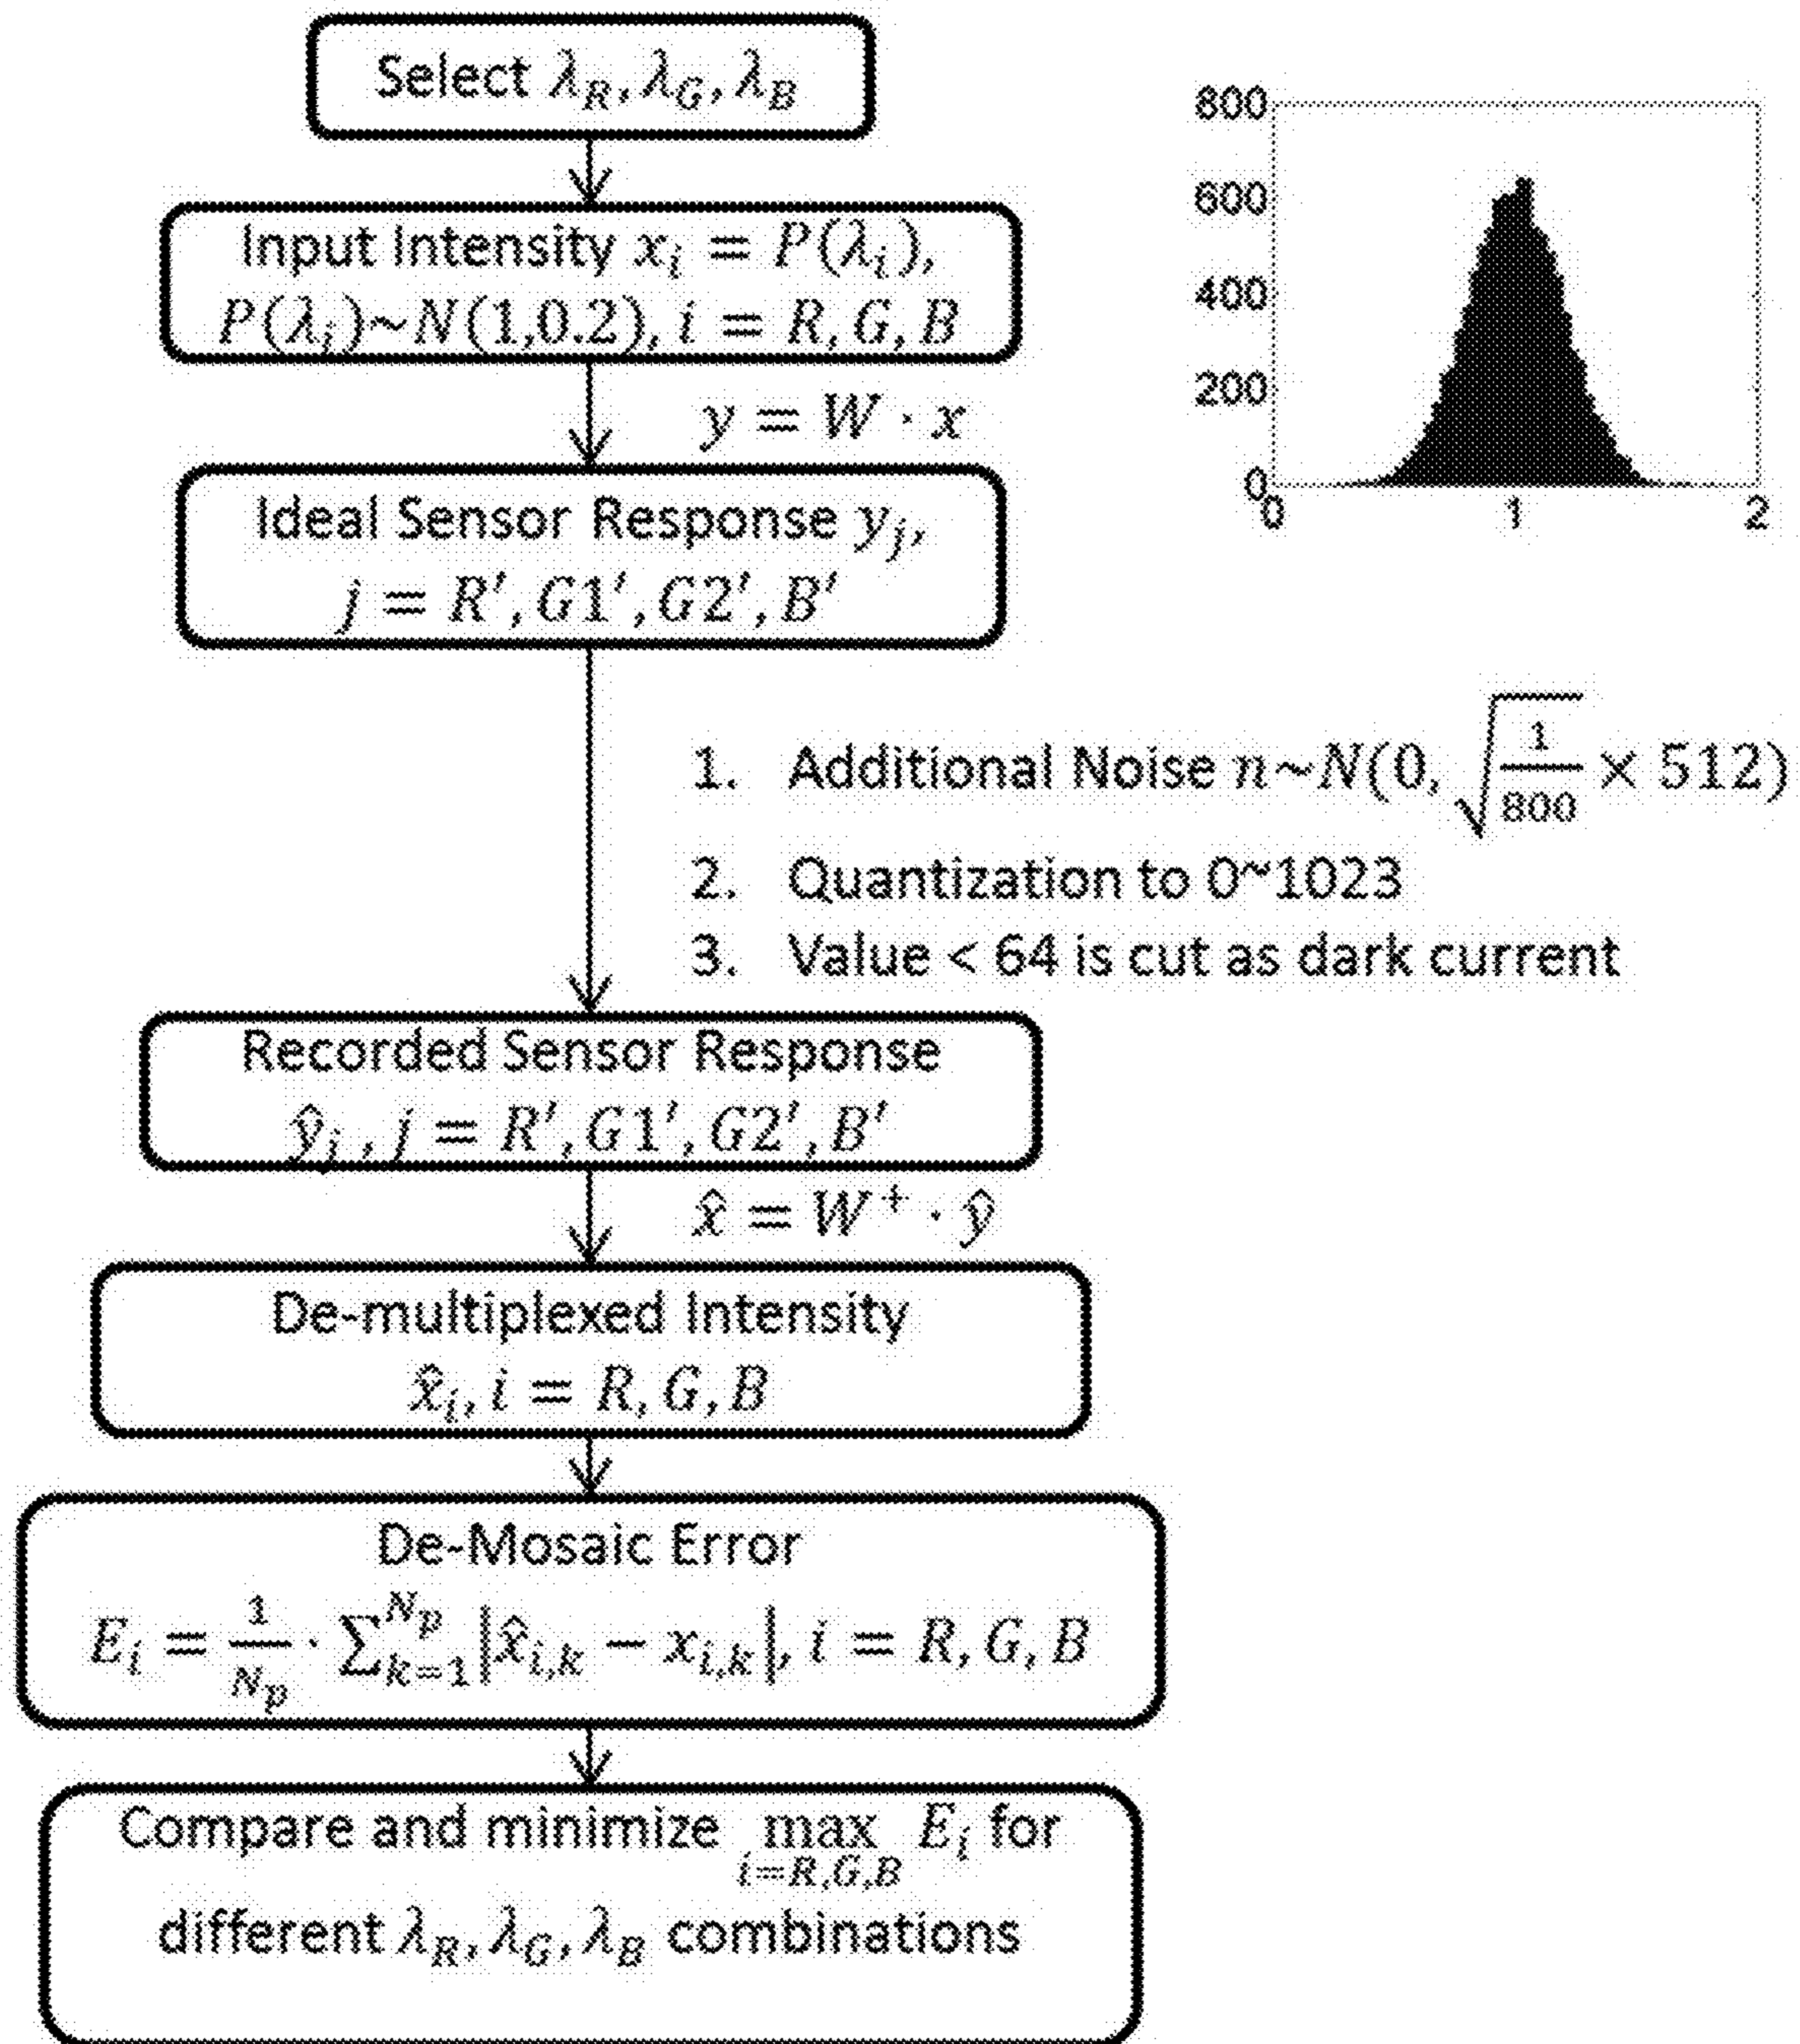 Select λ_R, λ_G, λ_B
Input Intensity x_i = P(λ_i),
P(λ_i)~N(1,0.2), i = R, G, B
y = W · x
Ideal Sensor Response y_j,
j = R′, G1′, G2′, B′
800
600
400
200
0
0 1 2
1. Additional Noise n~N(0, √(1/800) × 512)
2. Quantization to 0~1023
3. Value < 64 is cut as dark current
Recorded Sensor Response
ŷ_j , j = R′, G1′, G2′, B′
x̂ = W⁺ · ŷ
De-multiplexed Intensity
x̂_i, i = R, G, B
De-Mosaic Error
E_i = 1/N_p · ∑_{k=1}^{N_p} |x̂_{i,k} − x_{i,k}|, i = R, G, B
Compare and minimize max_{i=R,G,B} E_i for
different λ_R, λ_G, λ_B combinations